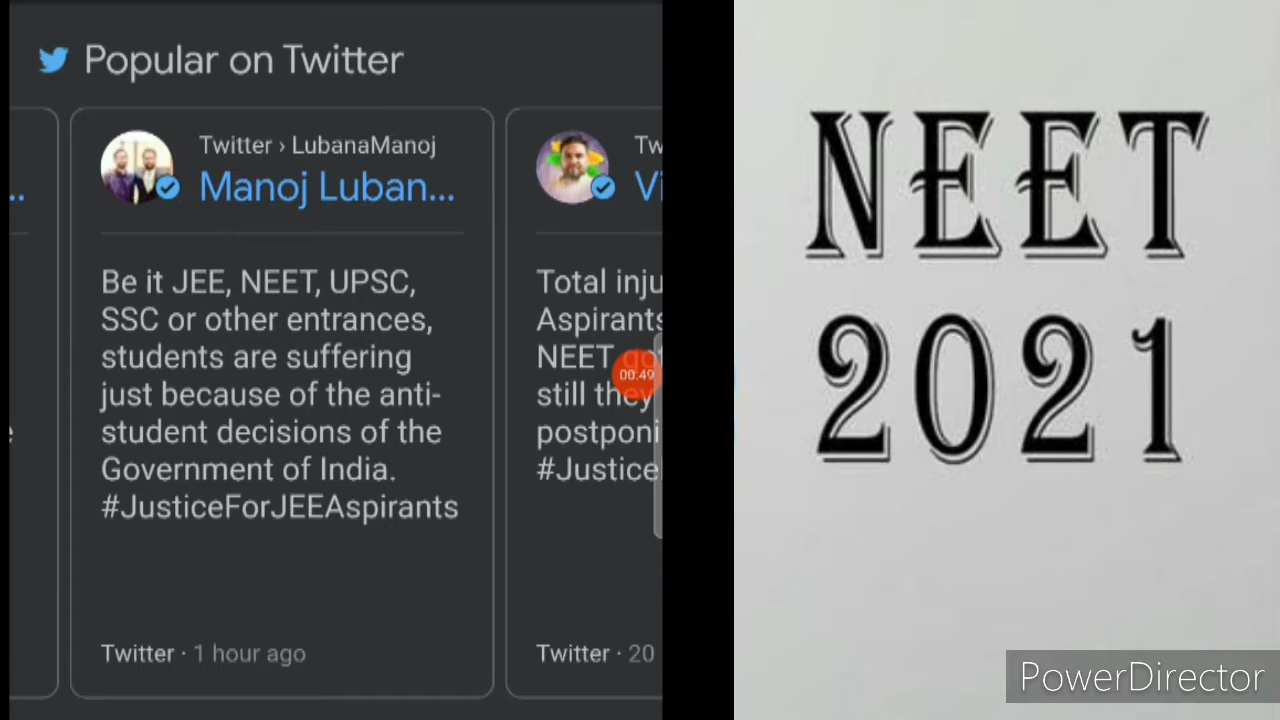 Popular on Twitter
Twitter › LubanaManoj
Manoj Luban...
Be it JEE, NEET, UPSC,
SSC or other entrances,
students are suffering
just because of the anti-
student decisions of the
Government of India.
#JusticeForJEEAspirants
Twitter · 1 hour ago
Total inju
Aspirants
NEET
still they
postponi
#Justice
Twitter · 20
00:49
NEET
2021
PowerDirector